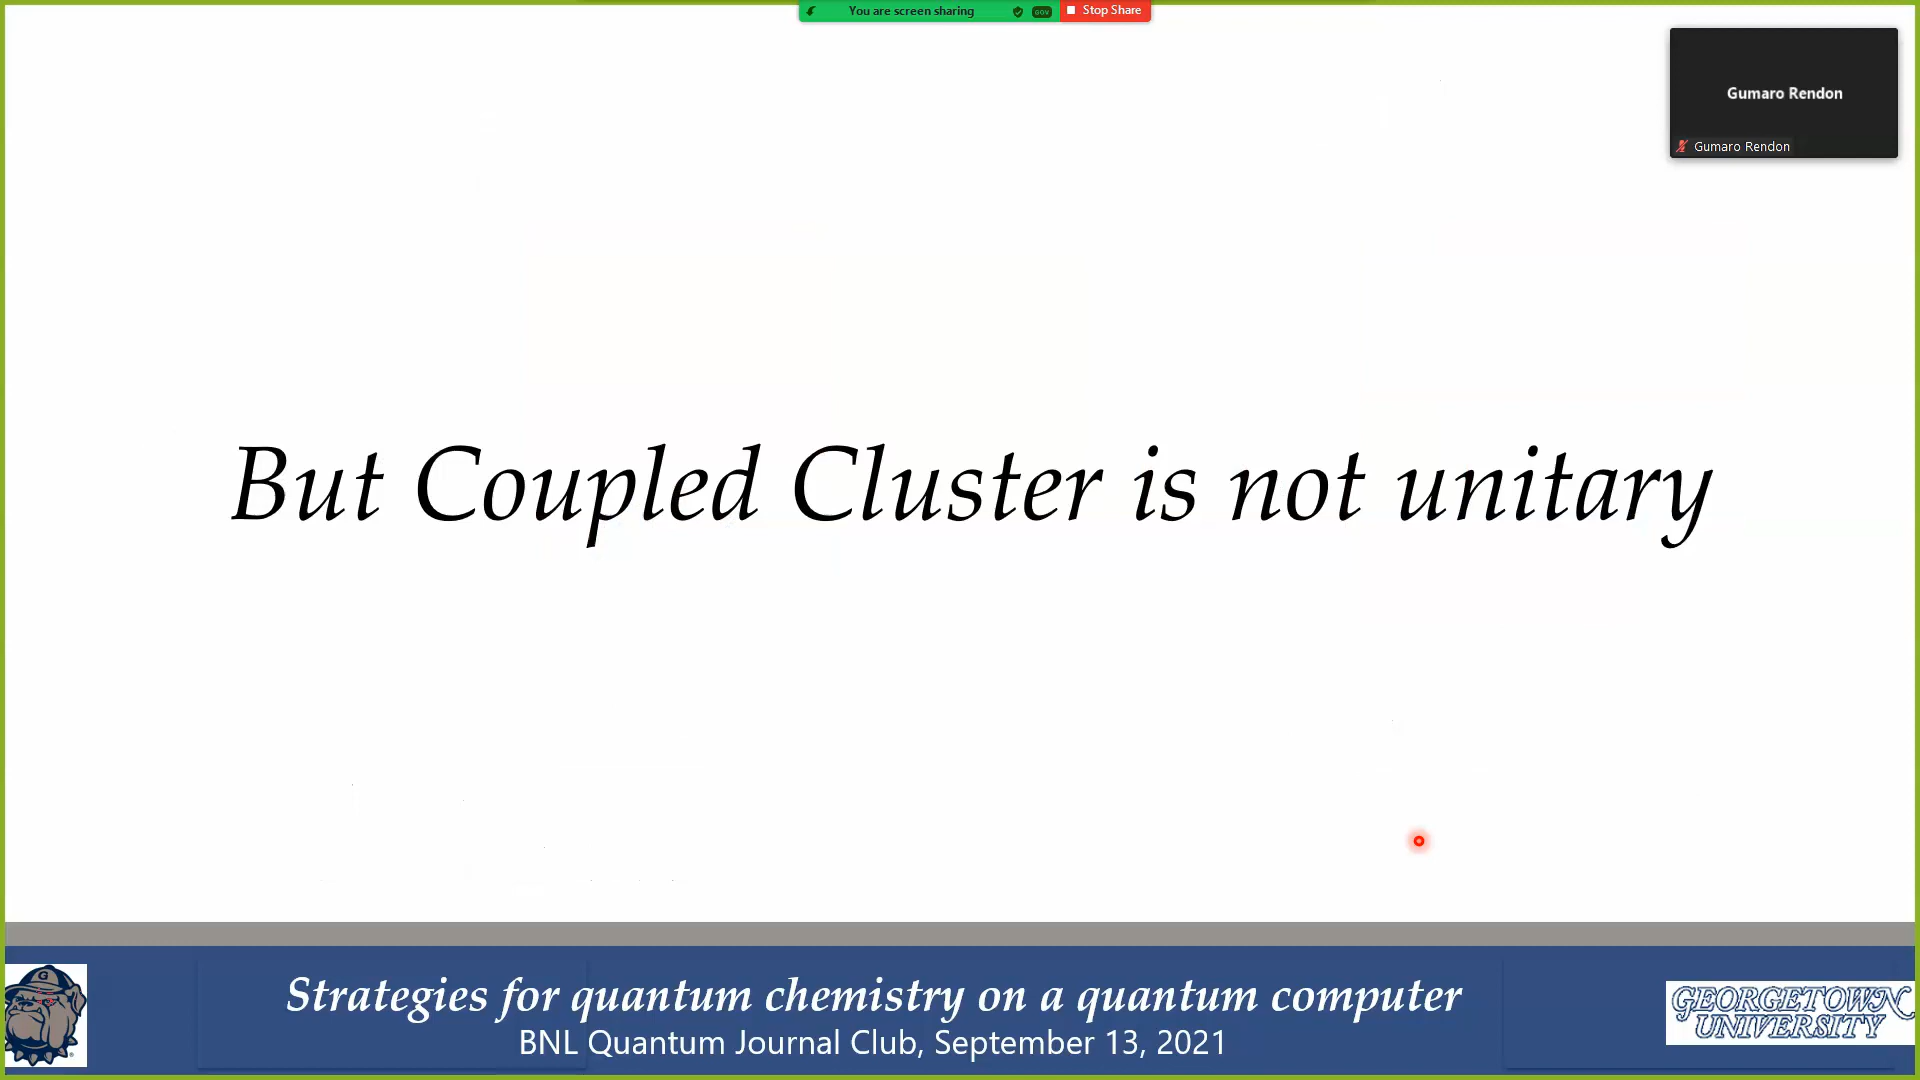 You are screen sharing
GOV
Stop Share
Gumaro Rendon
Gumaro Rendon
But Coupled Cluster is not unitary
G
Strategies for quantum chemistry on a quantum computer
BNL Quantum Journal Club, September 13, 2021
GEORGETOWN
UNIVERSITY